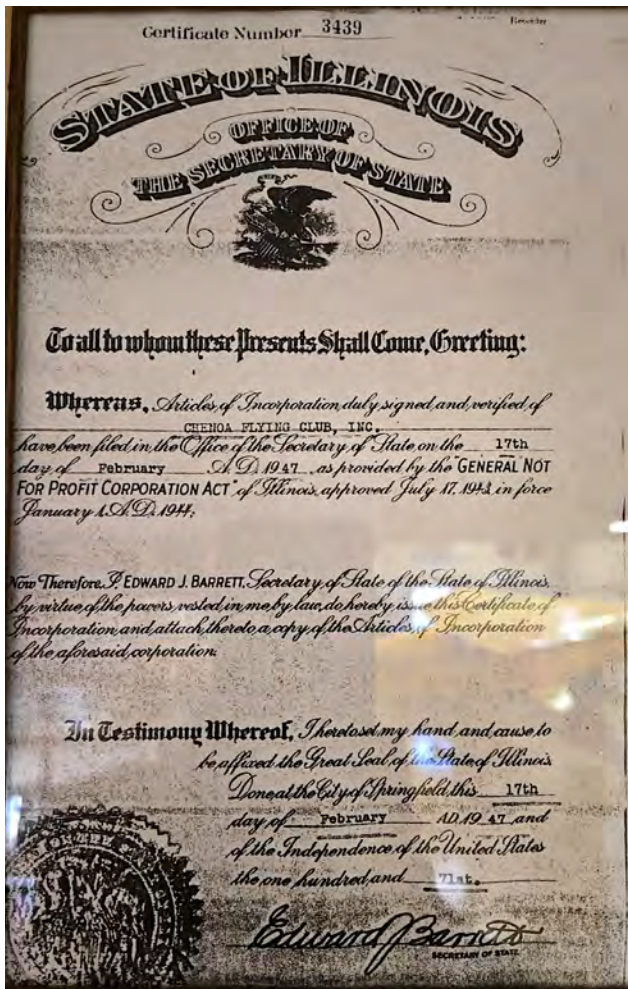 Certificate Number 3439
Recorder
STATE OF ILLINOIS
OFFICE OF
THE SECRETARY OF STATE
To all to whom these Presents Shall Come, Greeting:
Whereas, Articles of Incorporation duly signed and verified of
CHENOA FLYING CLUB, INC.
have been filed in the Office of the Secretary of State on the 17th
day of February A.D. 1947, as provided by the "GENERAL NOT
FOR PROFIT CORPORATION ACT" of Illinois, approved July 17, 1943, in force
January 1, A.D. 1944;
Now Therefore, I, EDWARD J. BARRETT, Secretary of State of the State of Illinois,
by virtue of the powers vested in me by law, do hereby issue this Certificate of
Incorporation and attach thereto a copy of the Articles of Incorporation
of the aforesaid corporation.
In Testimony Whereof, I hereto set my hand and cause to
be affixed the Great Seal of the State of Illinois
Done at the City of Springfield this 17th
day of February AD. 19 47 and
of the Independence of the United States
the one hundred and 71st.
Edward J Barrett
SECRETARY OF STATE